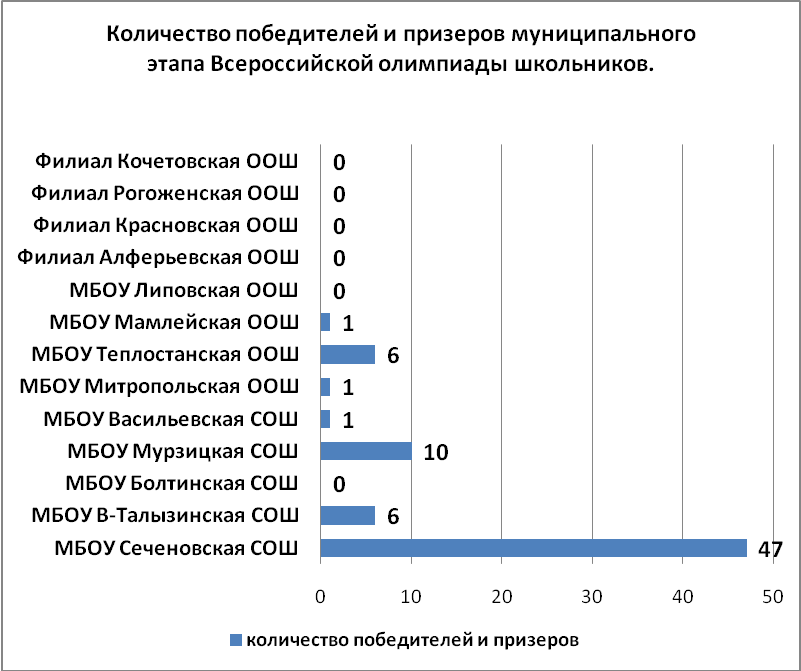 Количество победителей и призеров муниципального
этапа Всероссийской олимпиады школьников.
Филиал Кочетовская ООШ 0
Филиал Рогоженская ООШ 0
Филиал Красновская ООШ 0
Филиал Алферьевская ООШ 0
МБОУ Липовская ООШ 0
МБОУ Мамлейская ООШ 1
МБОУ Теплостанская ООШ 6
МБОУ Митропольская ООШ 1
МБОУ Васильевская СОШ 1
МБОУ Мурзицкая СОШ 10
МБОУ Болтинская СОШ 0
МБОУ В-Талызинская СОШ 6
МБОУ Сеченовская СОШ 47
0 10 20 30 40 50
количество победителей и призеров